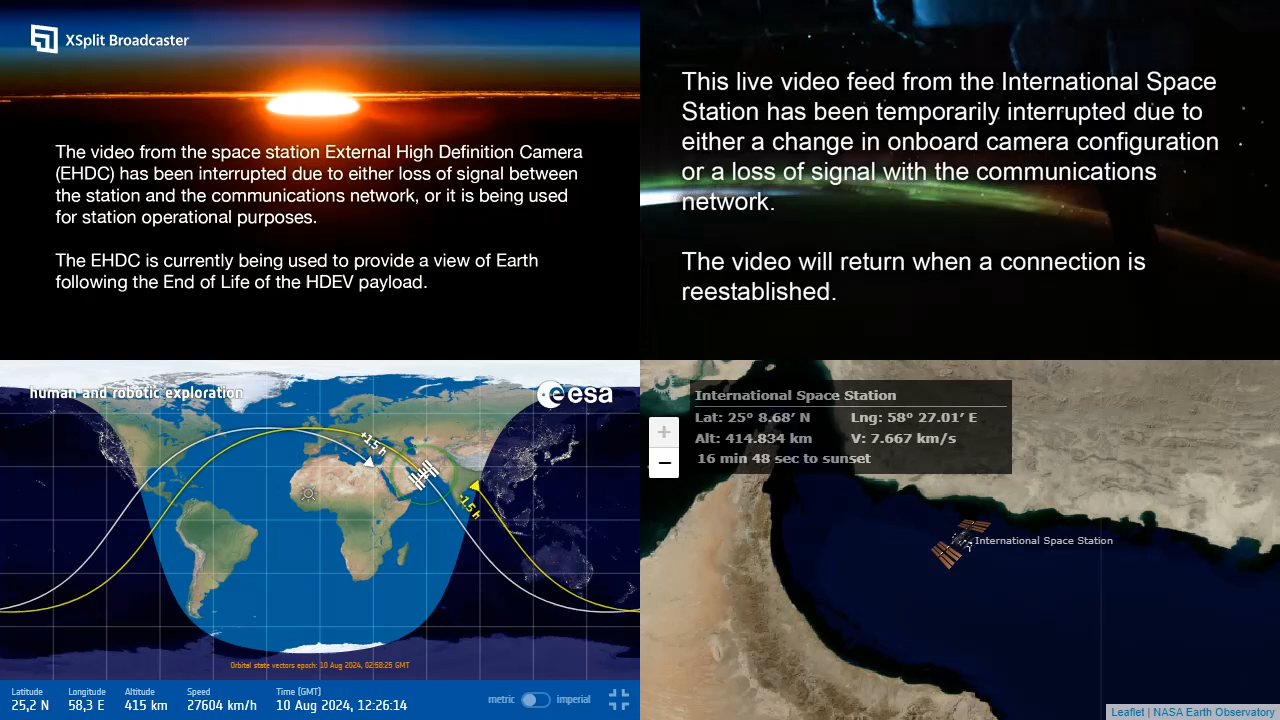 XSplit Broadcaster
The video from the space station External High Definition Camera
(EHDC) has been interrupted due to either loss of signal between
the station and the communications network, or it is being used
for station operational purposes.
The EHDC is currently being used to provide a view of Earth
following the End of Life of the HDEV payload.
This live video feed from the International Space
Station has been temporarily interrupted due to
either a change in onboard camera configuration
or a loss of signal with the communications
network.
The video will return when a connection is
reestablished.
human and robotic exploration
esa
+1.5 h
-1.5 h
Orbital state vectors epoch: 10 Aug 2024, 02:58:25 GMT
Latitude Longitude Altitude Speed Time (GMT)
25,2 N 58,3 E 415 km 27604 km/h 10 Aug 2024, 12:26:14
metric imperial
International Space Station
Lat: 25° 8.68′ N Lng: 58° 27.01′ E
Alt: 414.834 km V: 7.667 km/s
16 min 48 sec to sunset
+
−
International Space Station
Leaflet | NASA Earth Observatory